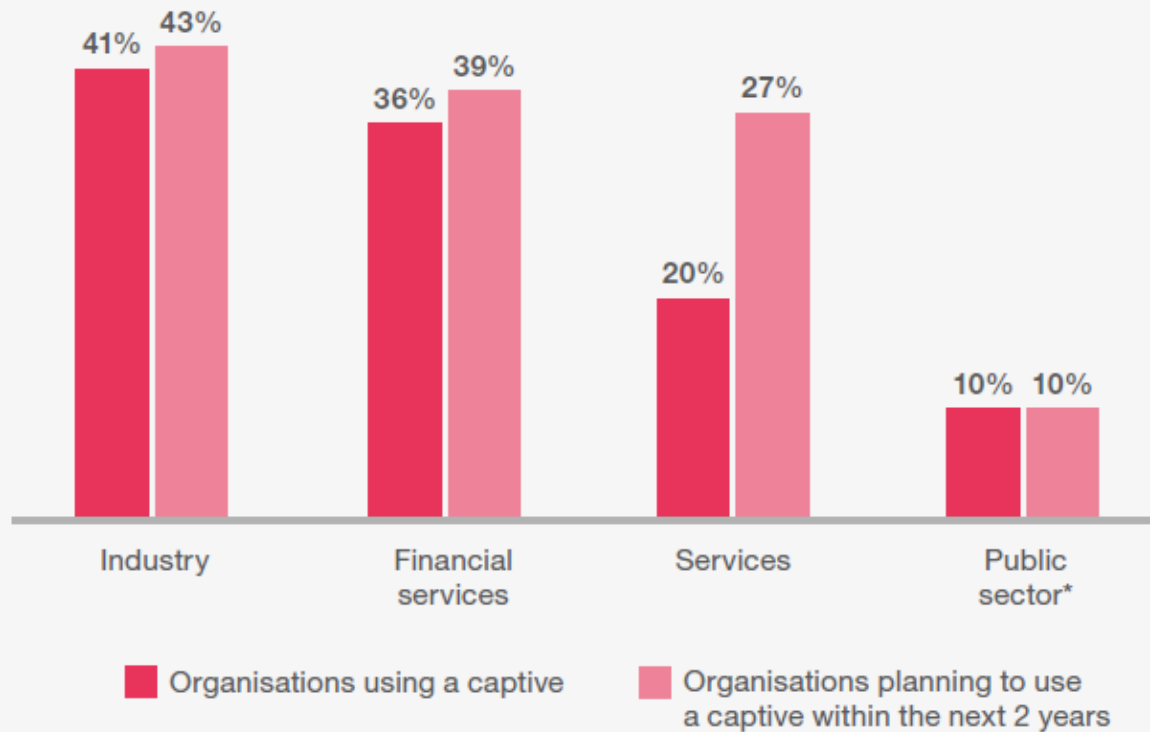 41%
43%
36%
39%
20%
27%
10%
10%
Industry
Financial
services
Services
Public
sector*
Organisations using a captive
Organisations planning to use
a captive within the next 2 years